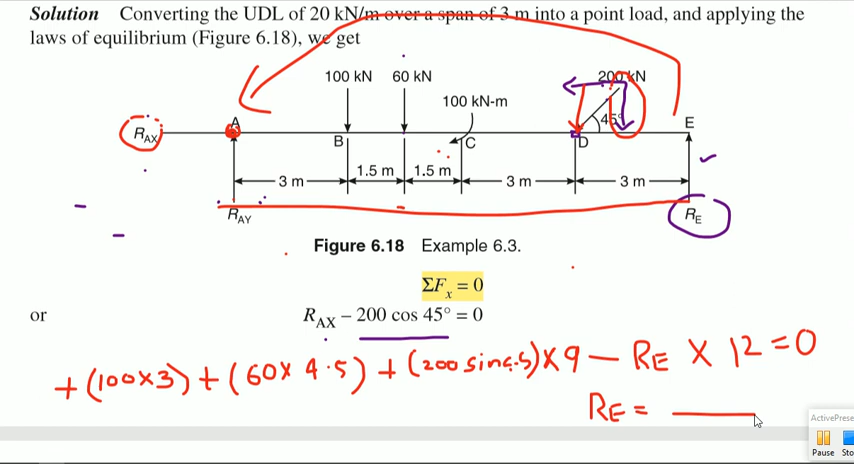 Solution Converting the UDL of 20 kN/m over a span of 3 m into a point load, and applying the
laws of equilibrium (Figure 6.18), we get
100 kN 60 kN 200 kN
100 kN-m
A 45° E
RAX
B C D
1.5 m 1.5 m
3 m 3 m 3 m
RAY RE
Figure 6.18 Example 6.3.
ΣFx = 0
or RAX – 200 cos 45° = 0
+(100×3)+(60×4.5)+(200 sin45)×9 – RE × 12=0
RE =
ActivePrese
Pause Sto